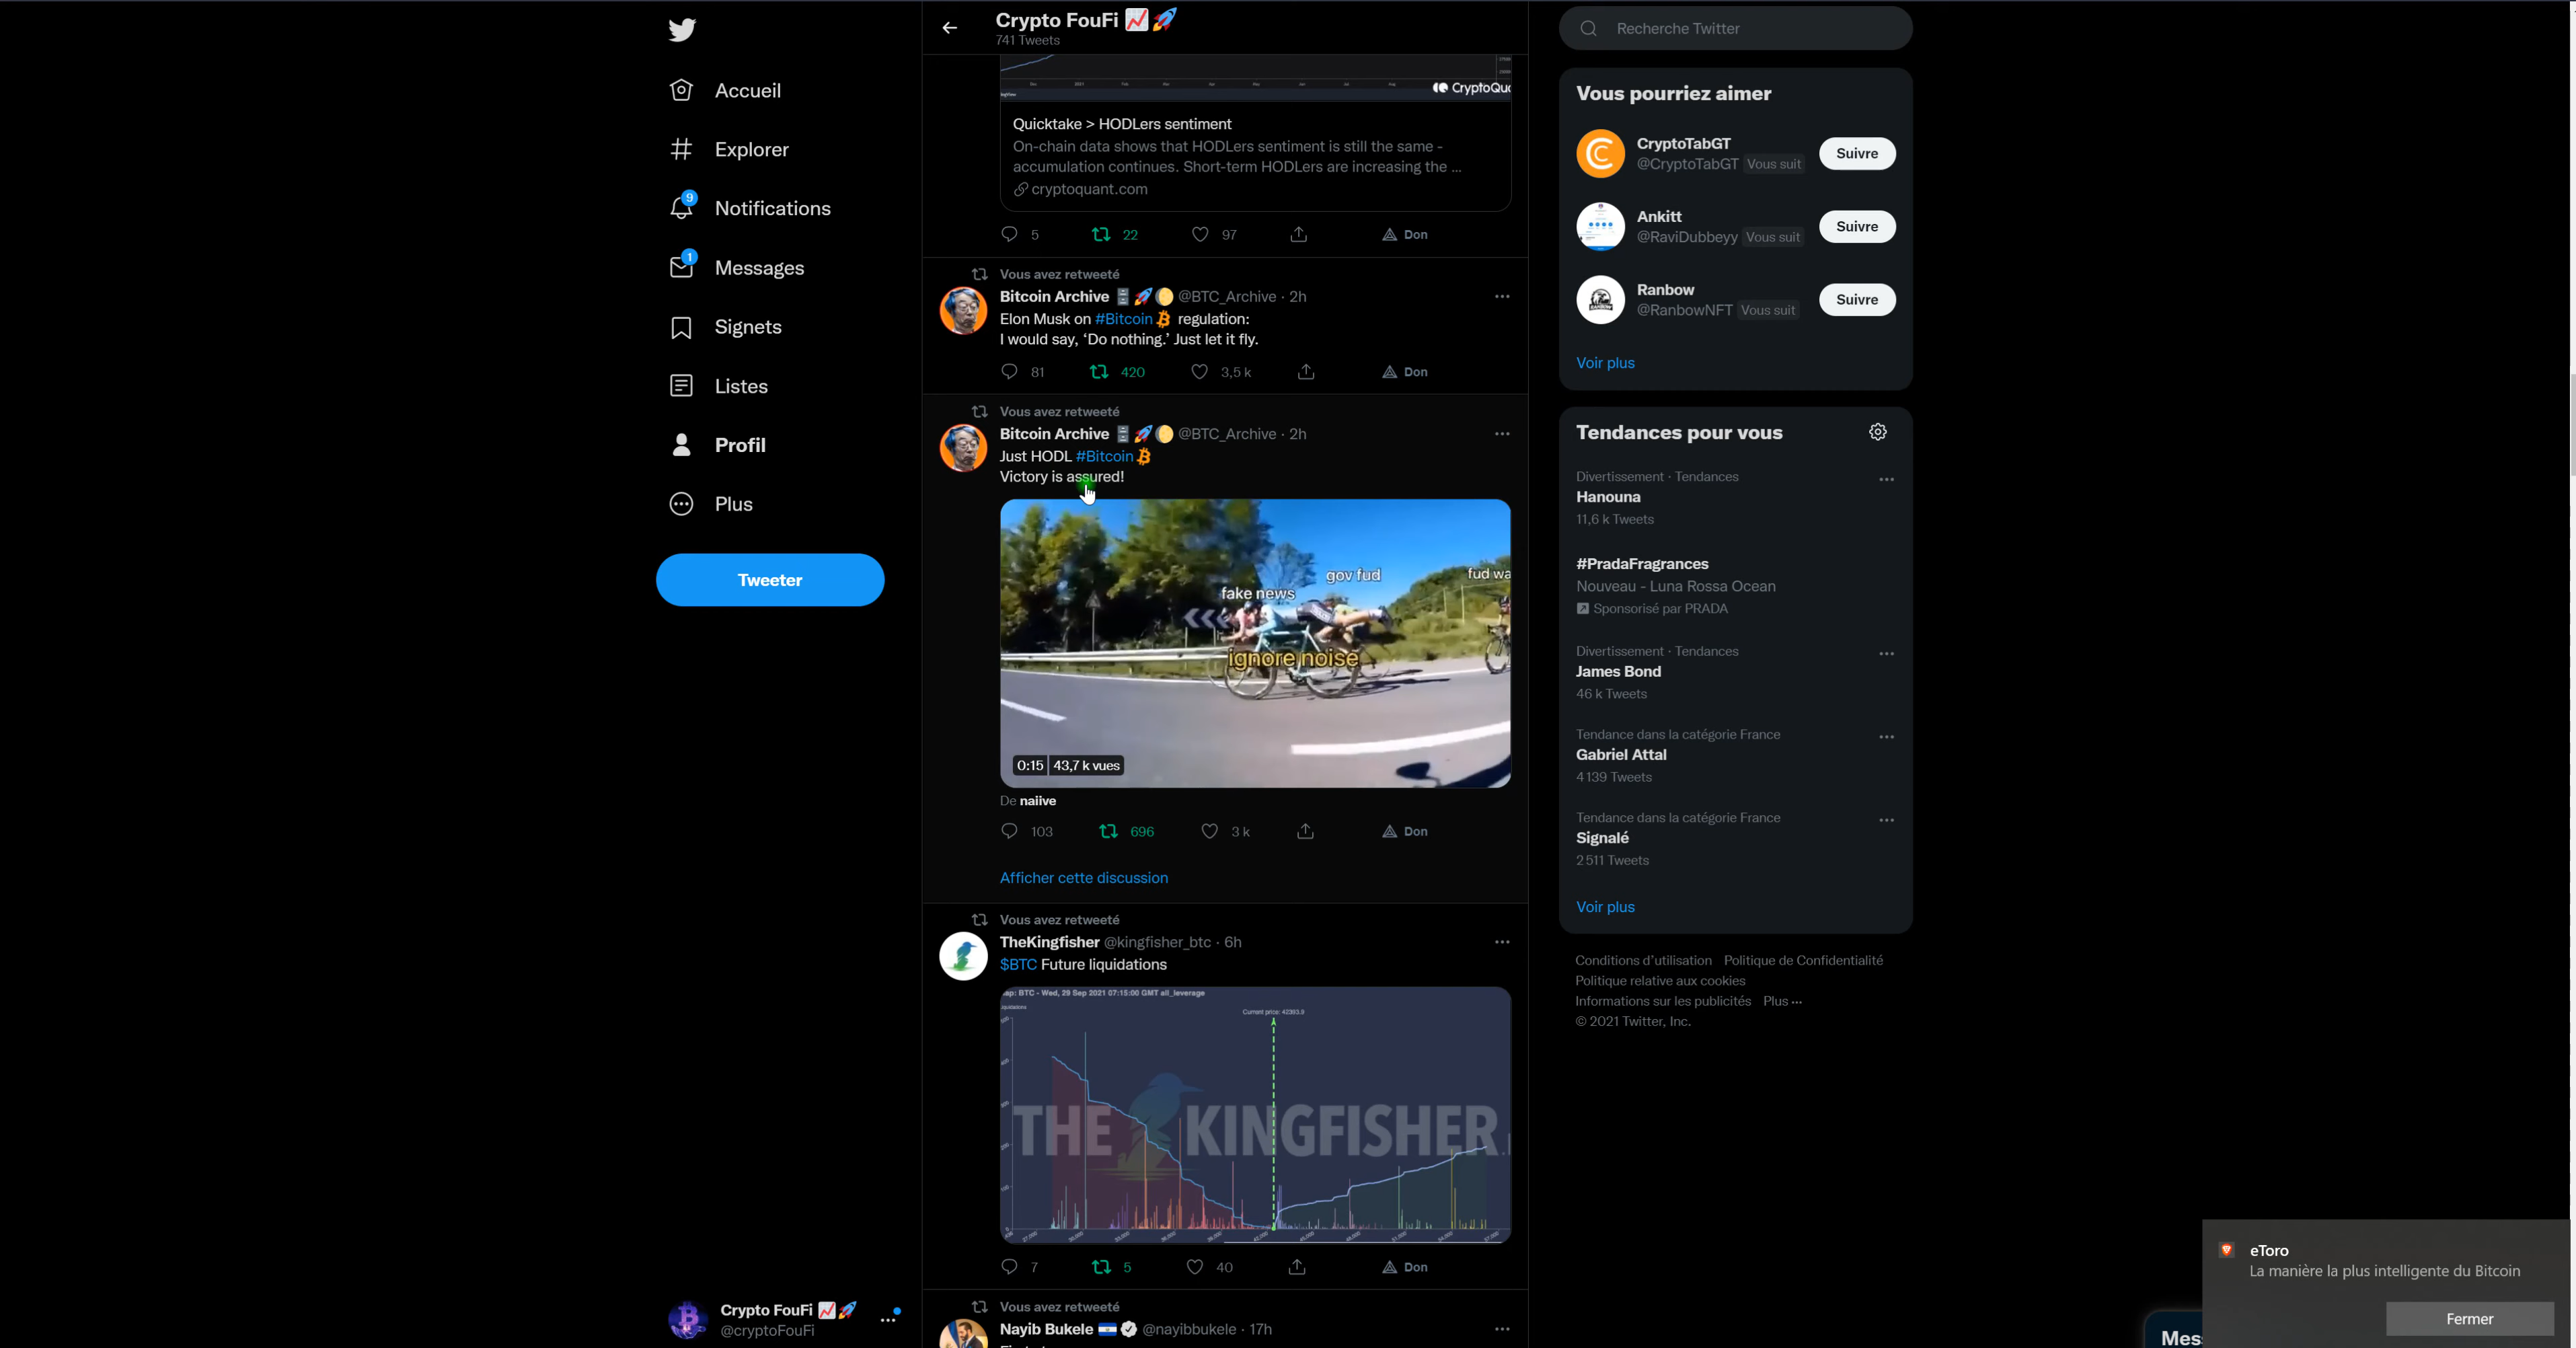 Accueil
Explorer
9
Notifications
1
Messages
Signets
Listes
Profil
Plus
Tweeter
Crypto FouFi
@cryptoFouFi
Crypto FouFi
741 Tweets
CryptoQuc
Quicktake > HODLers sentiment
On-chain data shows that HODLers sentiment is still the same -
accumulation continues. Short-term HODLers are increasing the ...
cryptoquant.com
5 22 97 Don
Vous avez retweeté
Bitcoin Archive @BTC_Archive · 2h
Elon Musk on #Bitcoin regulation:
I would say, ‘Do nothing.’ Just let it fly.
81 420 3,5 k Don
Vous avez retweeté
Bitcoin Archive @BTC_Archive · 2h
Just HODL #Bitcoin
Victory is assured!
gov fud
fud wa
fake news
ignore noise
0:15 43,7 k vues
De naiive
103 696 3 k Don
Afficher cette discussion
Vous avez retweeté
TheKingfisher @kingfisher_btc · 6h
$BTC Future liquidations
ap: BTC - Wed, 29 Sep 2021 07:15:00 GMT all_leverage
Current price: 42393.9
THE KINGFISHER
7 5 40 Don
Vous avez retweeté
Nayib Bukele @nayibbukele · 17h
Recherche Twitter
Vous pourriez aimer
CryptoTabGT
@CryptoTabGT Vous suit
Suivre
Ankitt
@RaviDubbeyy Vous suit
Suivre
Ranbow
@RanbowNFT Vous suit
Suivre
Voir plus
Tendances pour vous
Divertissement · Tendances
Hanouna
11,6 k Tweets
#PradaFragrances
Nouveau - Luna Rossa Ocean
Sponsorisé par PRADA
Divertissement · Tendances
James Bond
46 k Tweets
Tendance dans la catégorie France
Gabriel Attal
4 139 Tweets
Tendance dans la catégorie France
Signalé
2 511 Tweets
Voir plus
Conditions d’utilisation Politique de Confidentialité
Politique relative aux cookies
Informations sur les publicités Plus ···
© 2021 Twitter, Inc.
eToro
La manière la plus intelligente du Bitcoin
Fermer
Mess